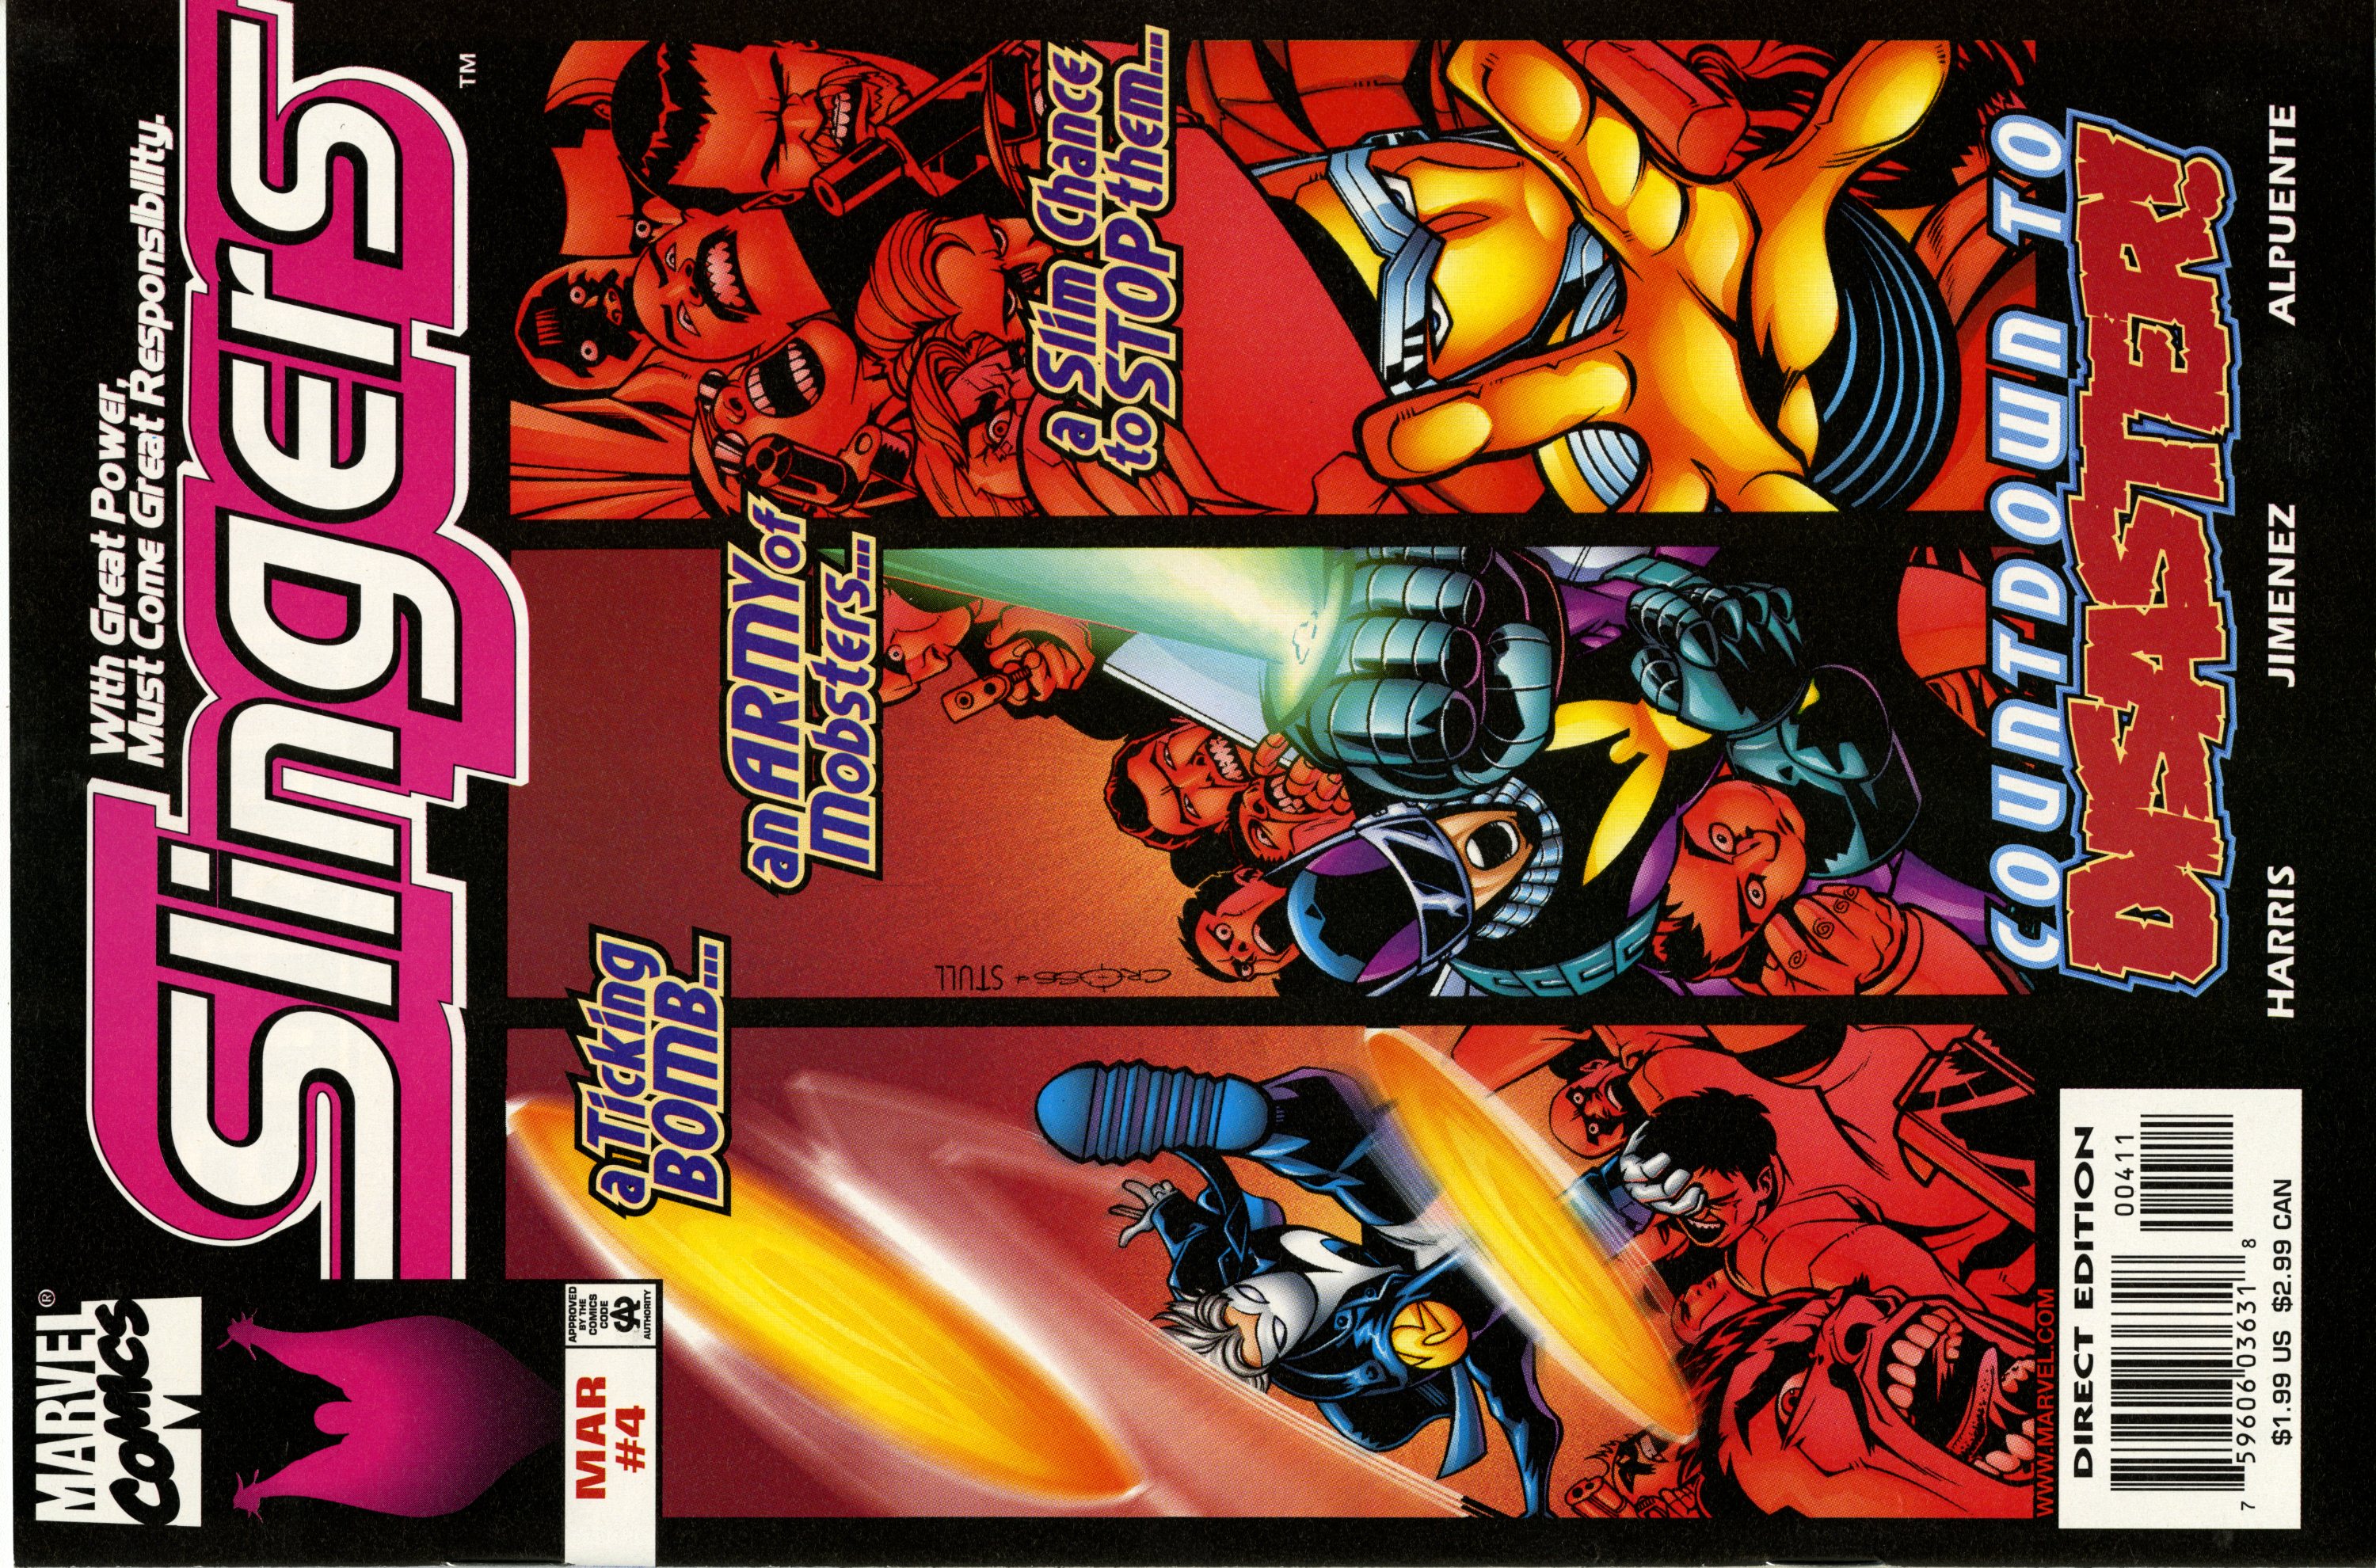 MARVEL®
COMICS
With Great Power,
Must Come Great Responsibility.
Slingers
TM
MAR
#4
APPROVED
BY THE
COMICS
CODE
CA
AUTHORITY
a Ticking
BOMB...
an ARMY of
Mobsters...
CROSS + STULL
a Slim Chance
to STOP them...
COUNTDOWN TO
DISASTER!
WWW.MARVEL.COM
DIRECT EDITION
00411
7 59606 03631 8
$1.99 US $2.99 CAN
HARRIS JIMENEZ ALPUENTE